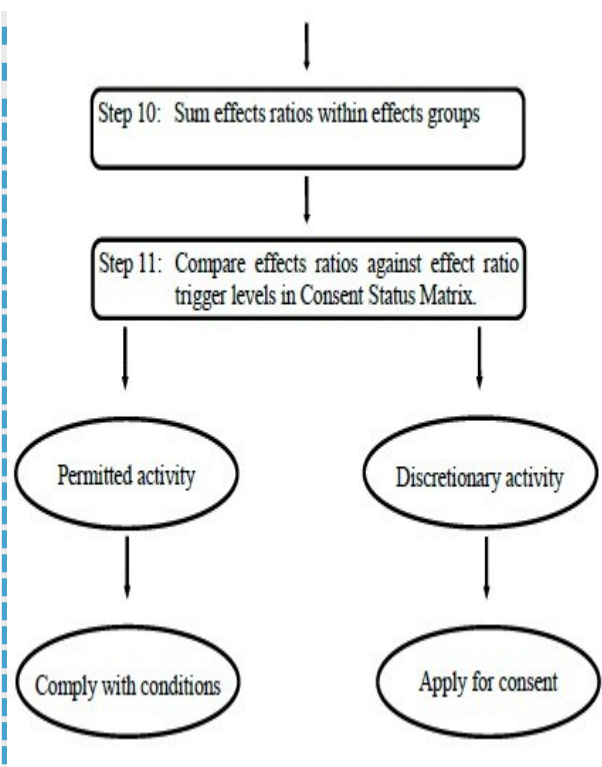 Step 10: Sum effects ratios within effects groups
Step 11: Compare effects ratios against effect ratio
trigger levels in Consent Status Matrix.
Permitted activity
Discretionary activity
Comply with conditions
Apply for consent